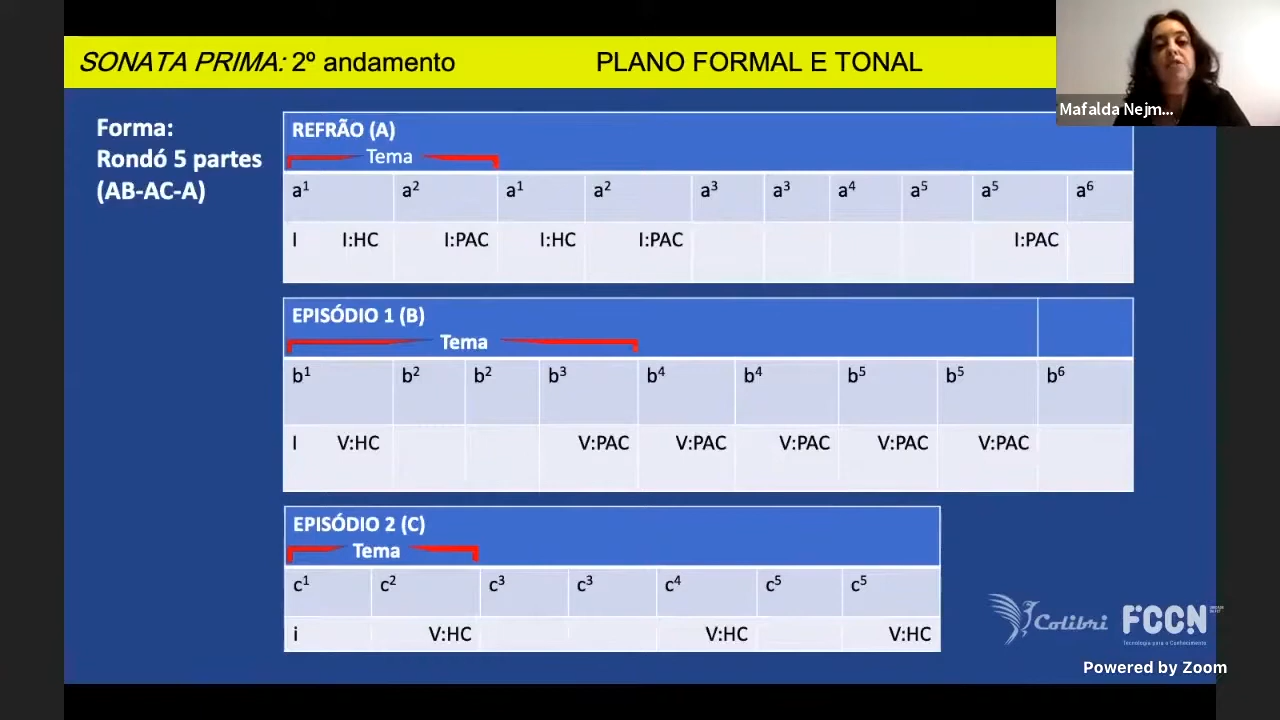 SONATA PRIMA: 2º andamento PLANO FORMAL E TONAL
Mafalda Nejm...
Forma:
Rondó 5 partes
(AB-AC-A)
REFRÃO (A)
Tema
a¹ a² a¹ a² a³ a³ a⁴ a⁵ a⁵ a⁶
I I:HC I:PAC I:HC I:PAC I:PAC
EPISÓDIO 1 (B)
Tema
b¹ b² b² b³ b⁴ b⁴ b⁵ b⁵ b⁶
I V:HC V:PAC V:PAC V:PAC V:PAC V:PAC
EPISÓDIO 2 (C)
Tema
c¹ c² c³ c³ c⁴ c⁵ c⁵
i V:HC V:HC V:HC
Colibri FCCN
Tecnologia para o Conhecimento
Powered by Zoom